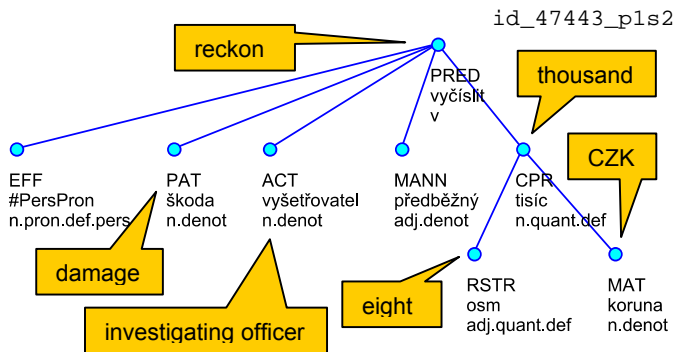 id_47443_p1s2
reckon
PRED
vyčíslit
v
thousand
CZK
EFF
#PersPron
n.pron.def.pers
PAT
škoda
n.denot
ACT
vyšetřovatel
n.denot
MANN
předběžný
adj.denot
CPR
tisíc
n.quant.def
damage
investigating officer
eight
RSTR
osm
adj.quant.def
MAT
koruna
n.denot